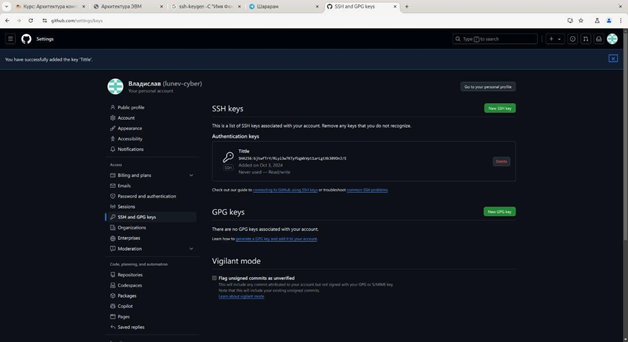 Курс: Архитектура
Архитектура ЭВМ
ssh-keygen -C "Имя
Шарарам
SSH and GPG keys
github.com/settings/keys
Settings
Type / to search
You have successfully added the key 'Tittle'.
Владислав (lunev-cyber)
Your personal account
Go to your personal profile
Public profile
Account
Appearance
Accessibility
Notifications
Access
Billing and plans
Emails
Password and authentication
Sessions
SSH and GPG keys
Organizations
Enterprises
Moderation
Code, planning, and automation
Repositories
Codespaces
Packages
Copilot
Pages
Saved replies
SSH keys
New SSH key
This is a list of SSH keys associated with your account. Remove any keys that you do not recognize.
Authentication keys
Tittle
Added on Oct 3, 2024
Never used — Read/write
SSH
Delete
Check out our guide to connecting to GitHub using SSH keys or troubleshoot common SSH problems.
GPG keys
New GPG key
There are no GPG keys associated with your account.
Learn how to generate a GPG key and add it to your account.
Vigilant mode
Flag unsigned commits as unverified
This will include any commit attributed to your account but not signed with your GPG or S/MIME key.
Note that this will include your existing unsigned commits.
Learn about vigilant mode.